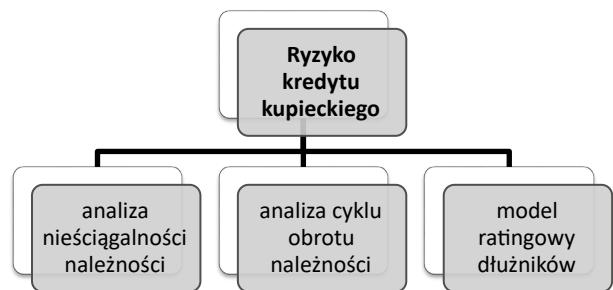 Ryzyko
kredytu
kupieckiego
analiza
nieściągalności
należności
analiza cyklu
obrotu
należności
model
ratingowy
dłużników